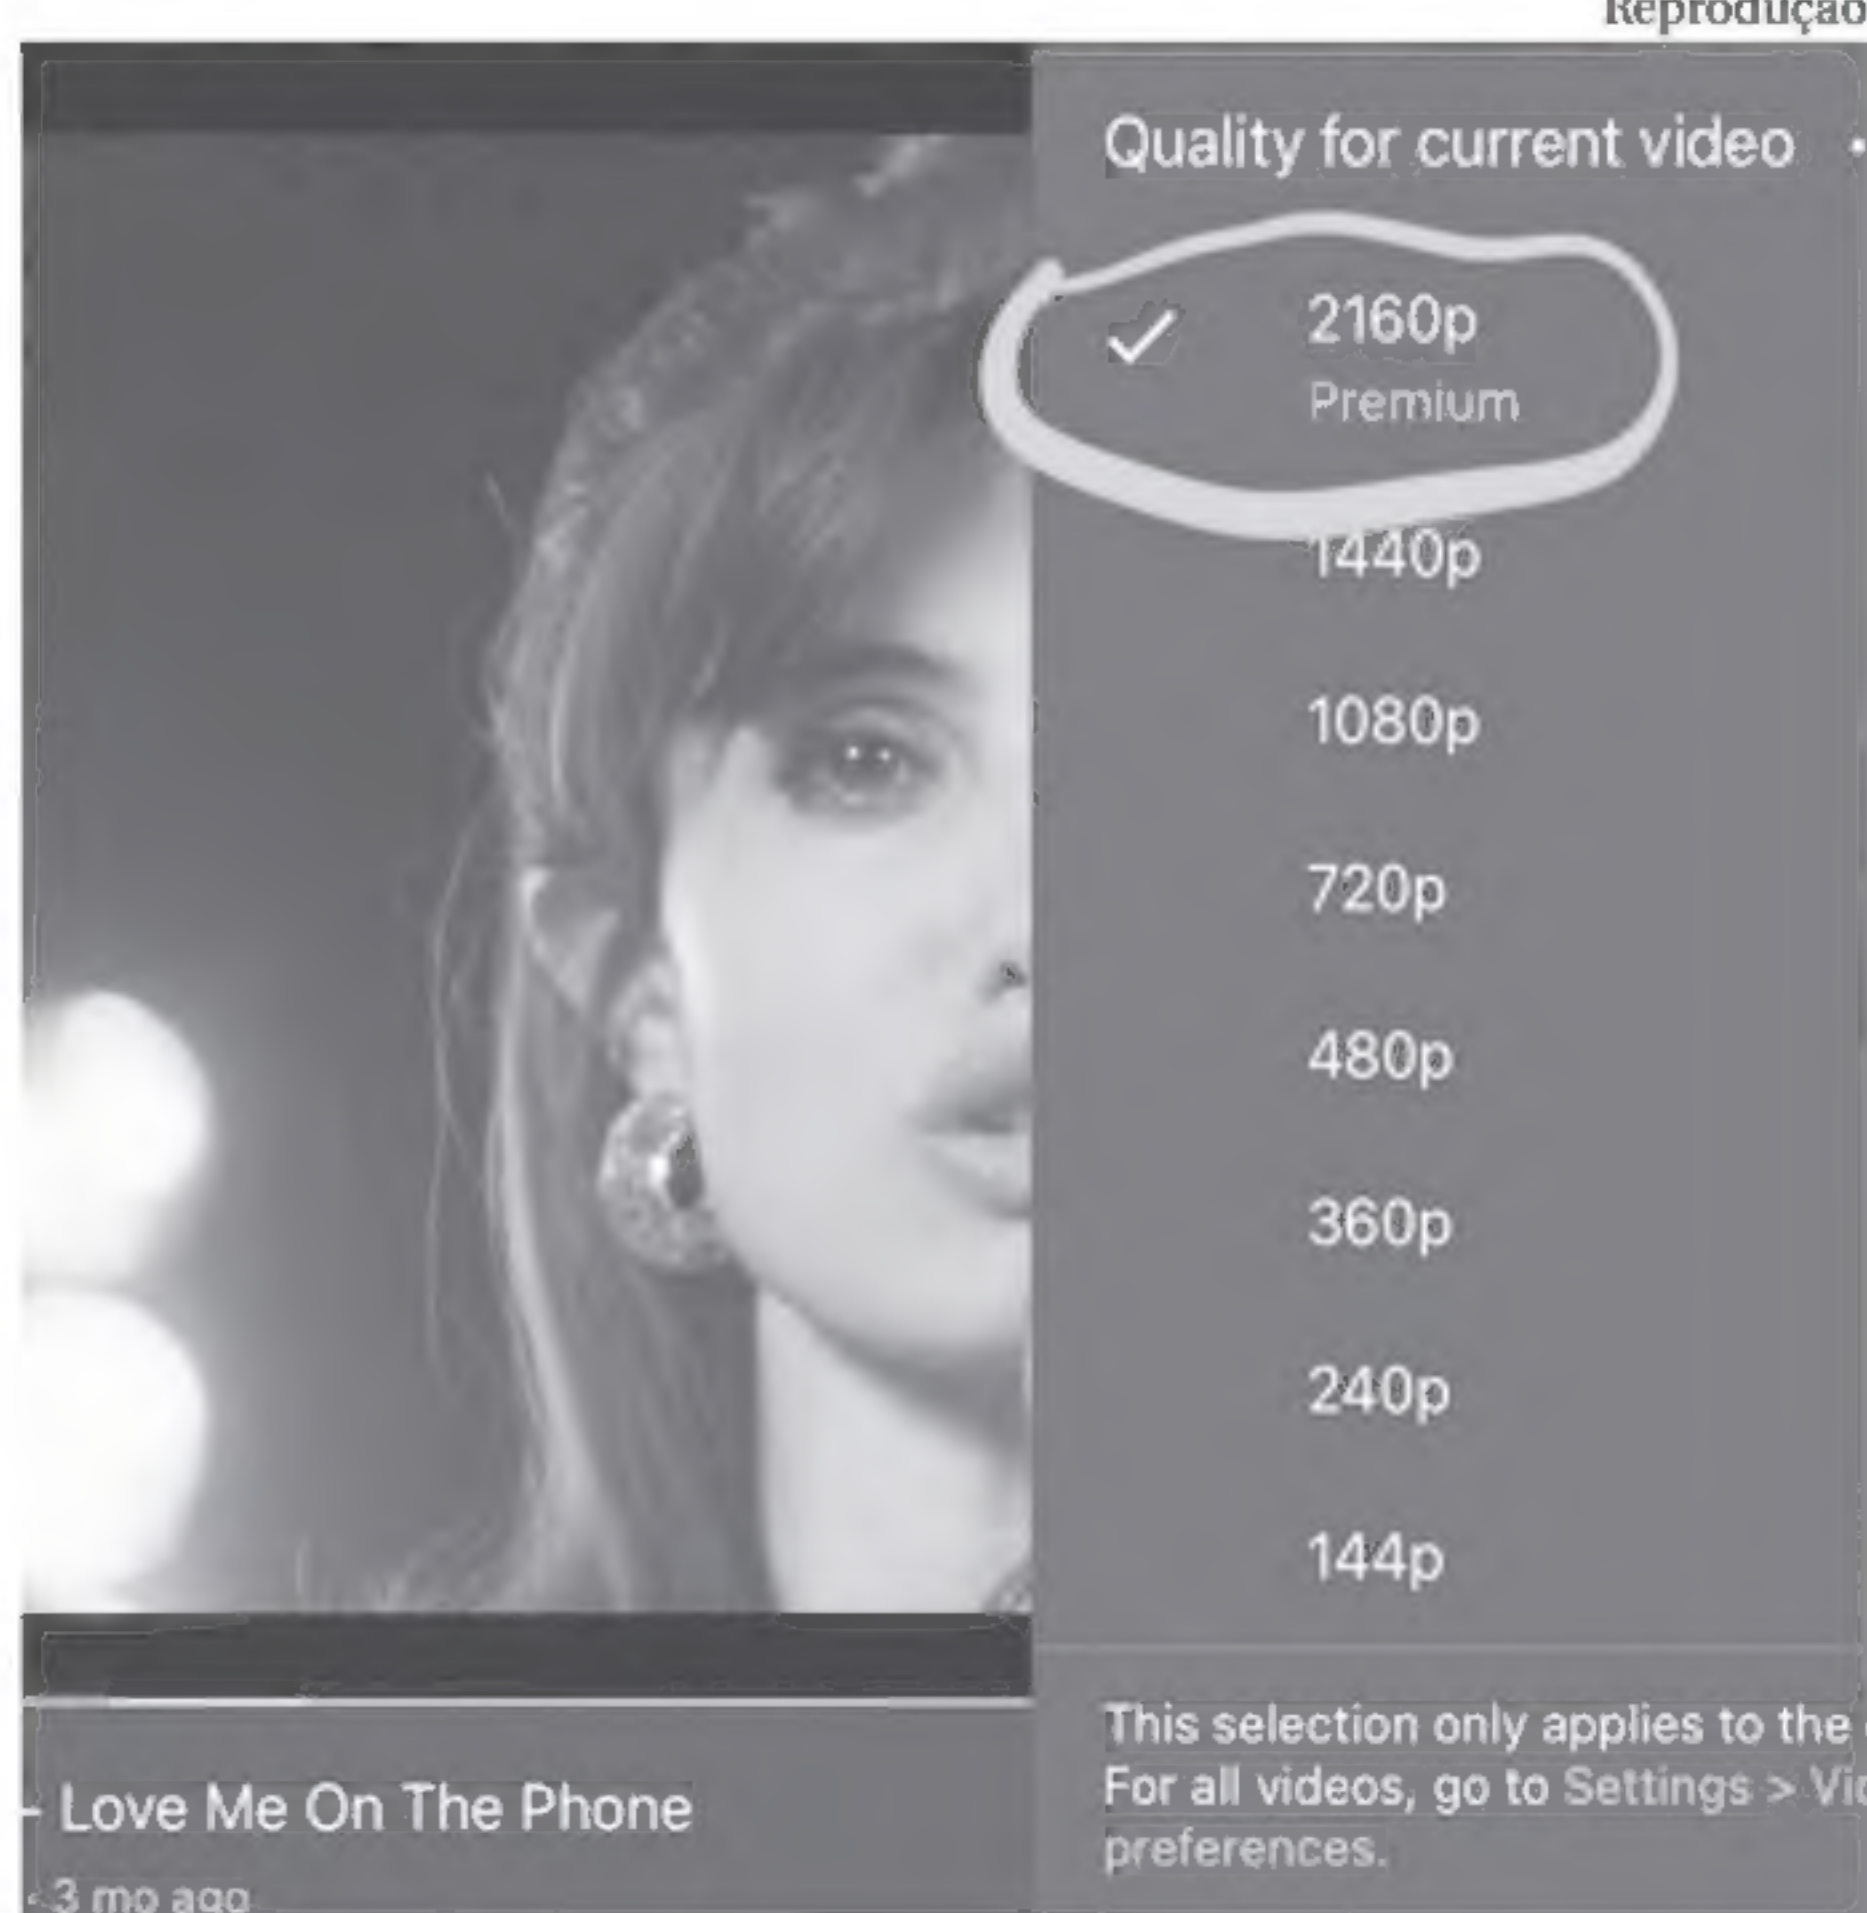 Reprodução
Quality for current video •
2160p
Premium
1440p
1080p
720p
480p
360p
240p
144p
This selection only applies to the
For all videos, go to Settings >
preferences.
- Love Me On The Phone
3 mo ago